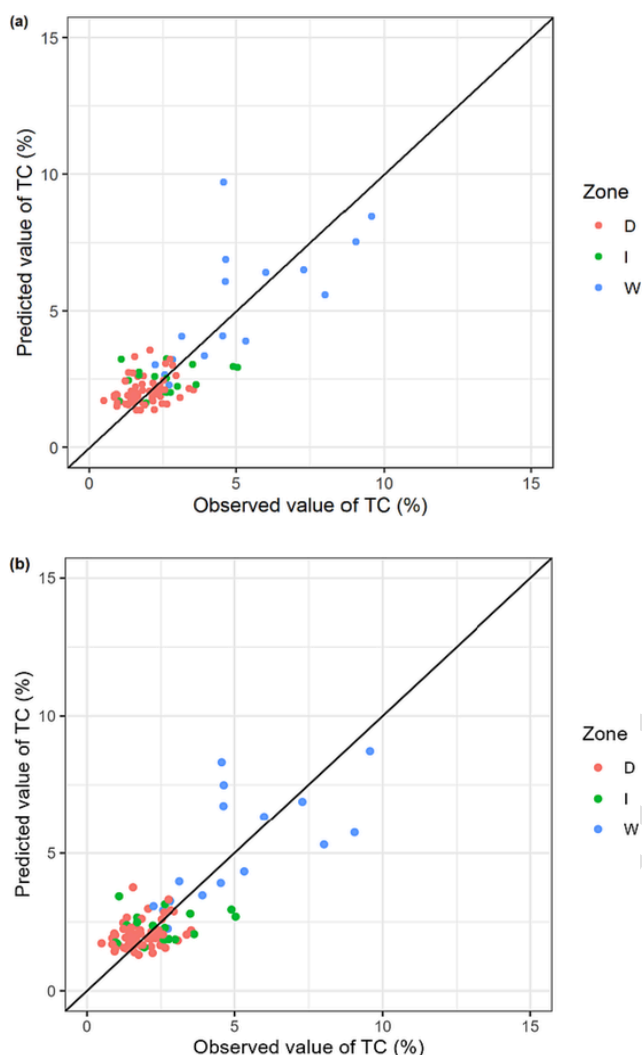 (a)
15
10
5
0
Predicted value of TC (%)
0 5 10 15
Observed value of TC (%)
Zone
D
I
W
(b)
15
10
5
0
Predicted value of TC (%)
0 5 10 15
Observed value of TC (%)
Zone
D
I
W